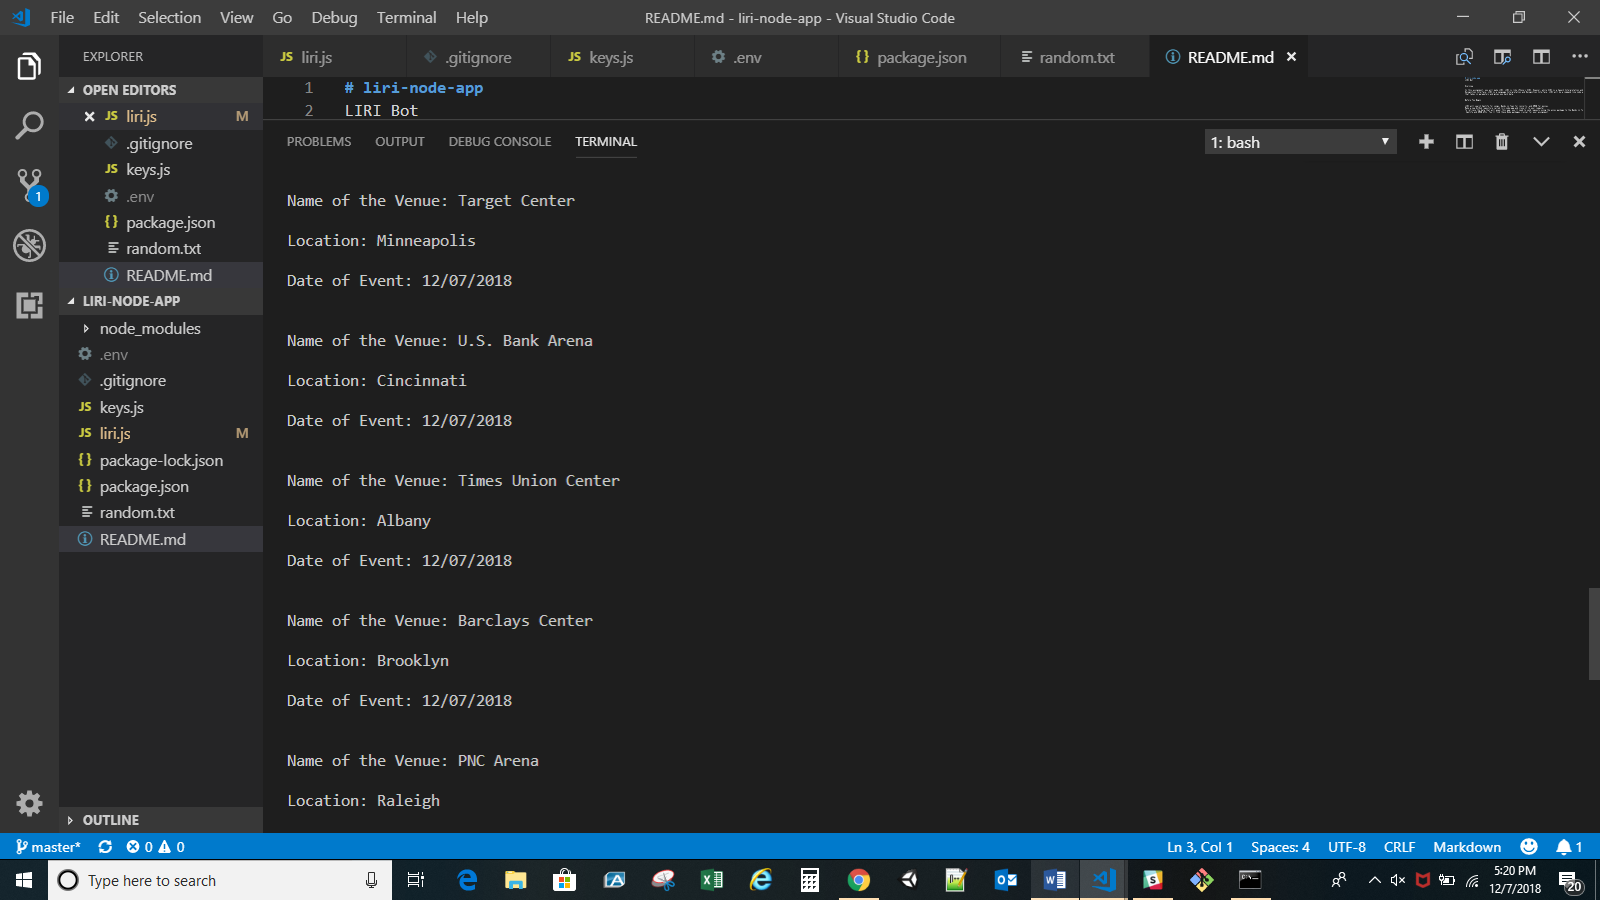 File Edit Selection View Go Debug Terminal Help
README.md - liri-node-app - Visual Studio Code
EXPLORER
JS liri.js
.gitignore
JS keys.js
.env
{} package.json
random.txt
README.md
OPEN EDITORS
JS liri.js M
.gitignore
JS keys.js
.env
{} package.json
random.txt
README.md
LIRI-NODE-APP
node_modules
.env
.gitignore
JS keys.js
JS liri.js M
{} package-lock.json
{} package.json
random.txt
README.md
OUTLINE
1 # liri-node-app
2 LIRI Bot
PROBLEMS OUTPUT DEBUG CONSOLE TERMINAL
1: bash
Name of the Venue: Target Center
Location: Minneapolis
Date of Event: 12/07/2018
Name of the Venue: U.S. Bank Arena
Location: Cincinnati
Date of Event: 12/07/2018
Name of the Venue: Times Union Center
Location: Albany
Date of Event: 12/07/2018
Name of the Venue: Barclays Center
Location: Brooklyn
Date of Event: 12/07/2018
Name of the Venue: PNC Arena
Location: Raleigh
1
master* 0 0
Ln 3, Col 1 Spaces: 4 UTF-8 CRLF Markdown 1
Type here to search
5:20 PM
12/7/2018
20